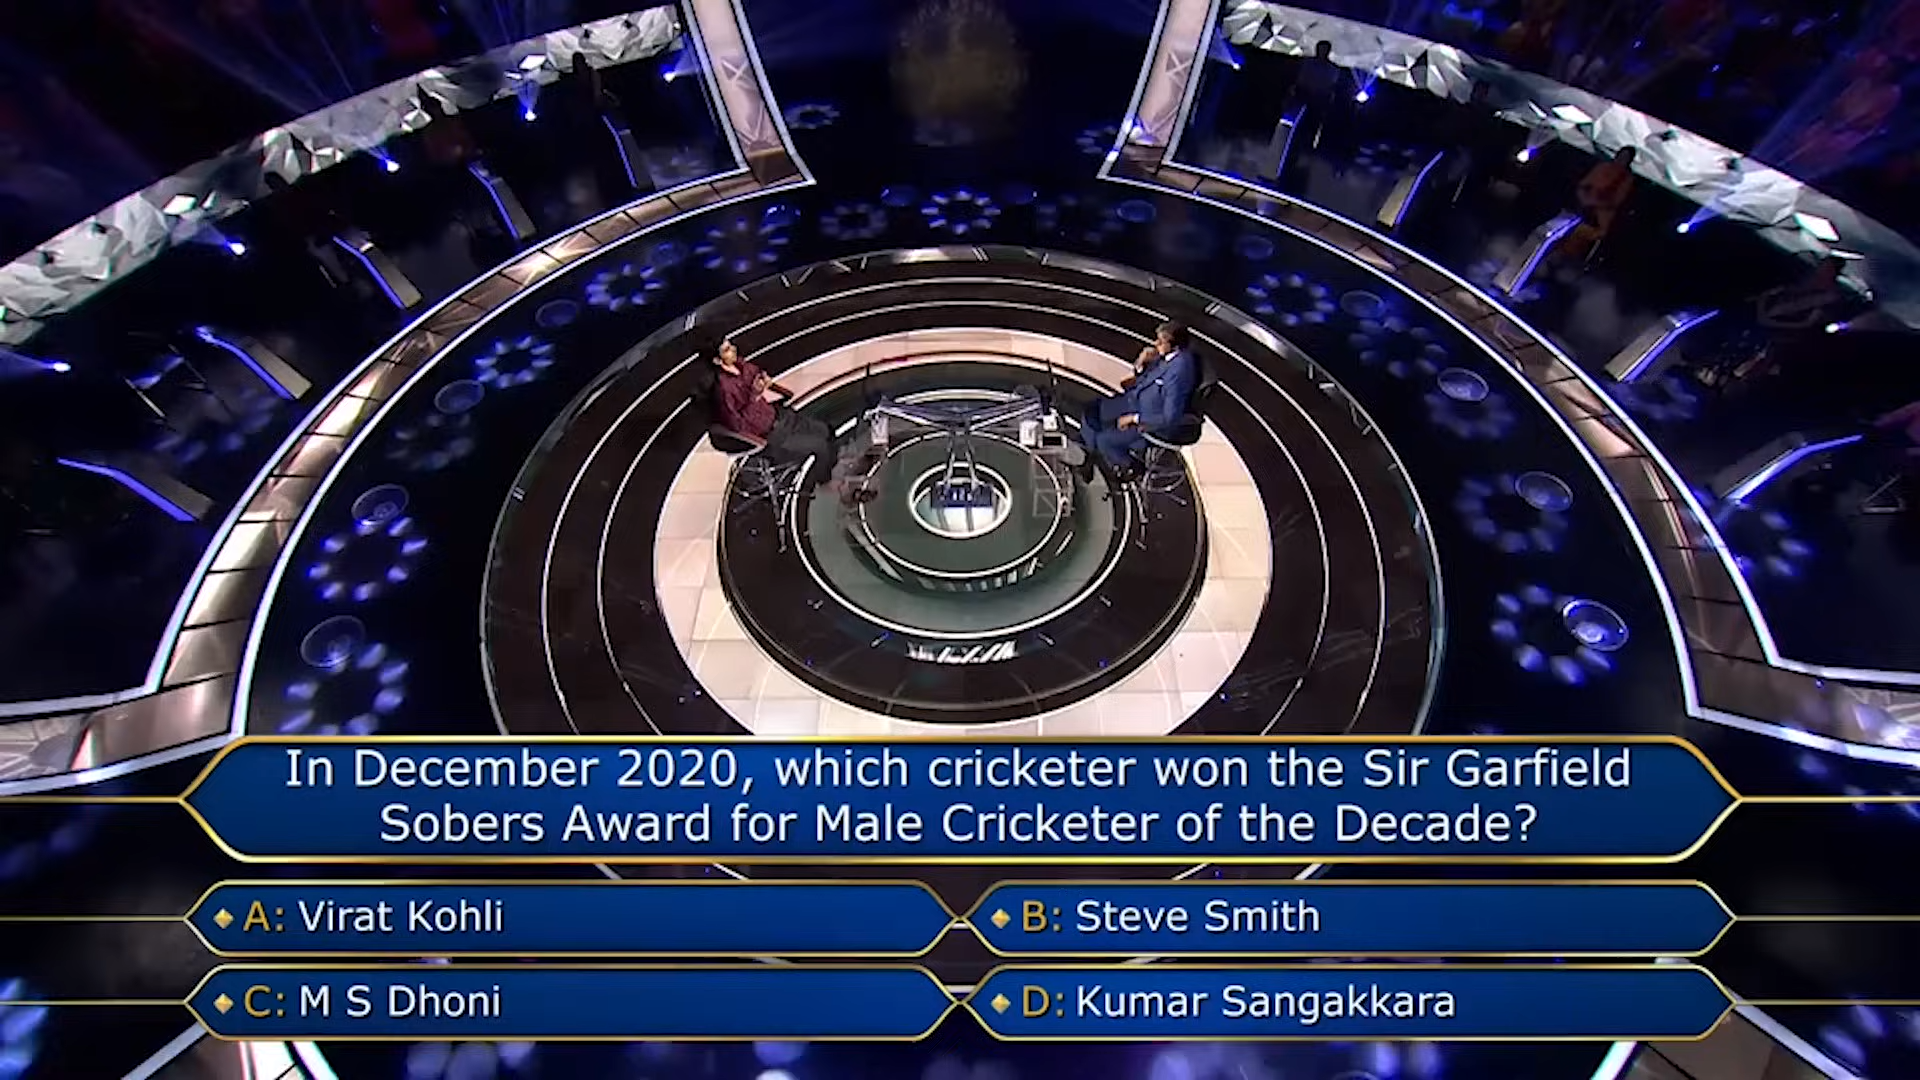 In December 2020, which cricketer won the Sir Garfield
Sobers Award for Male Cricketer of the Decade?
A: Virat Kohli
B: Steve Smith
C: M S Dhoni
D: Kumar Sangakkara